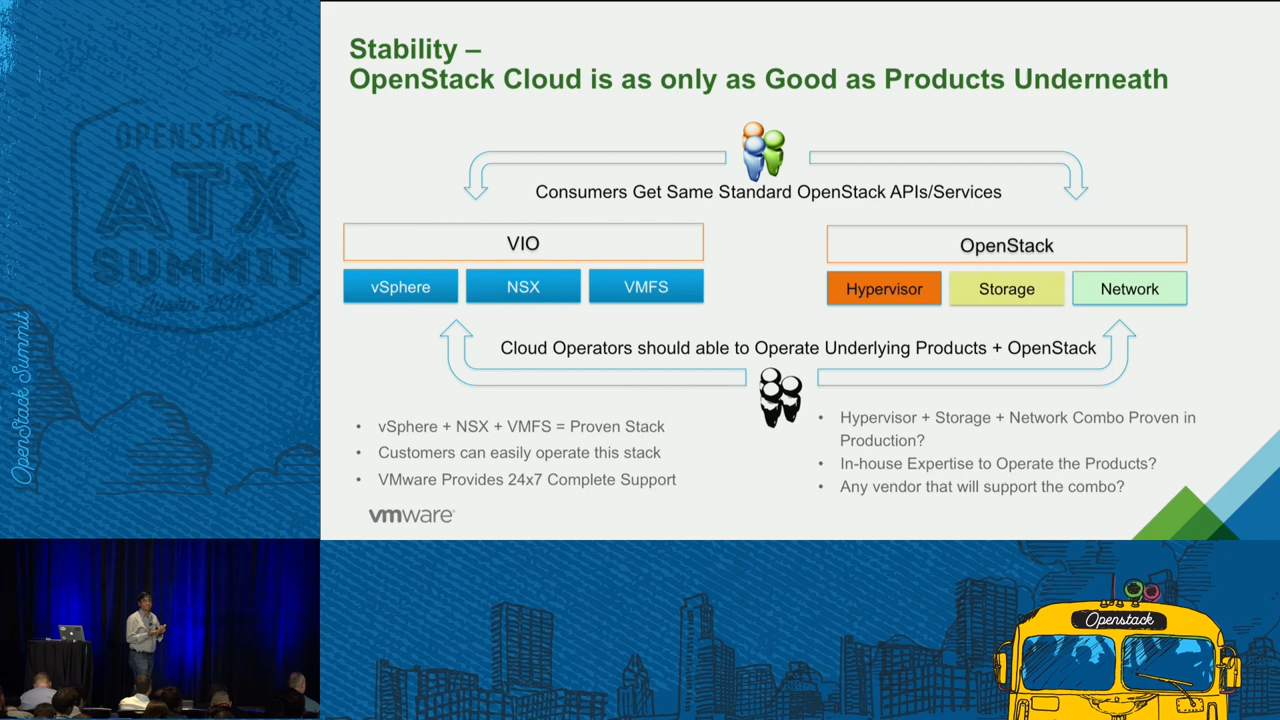 Stability –
OpenStack Cloud is as only as Good as Products Underneath
Consumers Get Same Standard OpenStack APIs/Services
VIO
vSphere
NSX
VMFS
OpenStack
Hypervisor
Storage
Network
Cloud Operators should able to Operate Underlying Products + OpenStack
• vSphere + NSX + VMFS = Proven Stack
• Customers can easily operate this stack
• VMware Provides 24x7 Complete Support
• Hypervisor + Storage + Network Combo Proven in
Production?
• In-house Expertise to Operate the Products?
• Any vendor that will support the combo?
vmware
OPENSTACK
ATX
SUMMIT
OpenStack Summit
Openstack